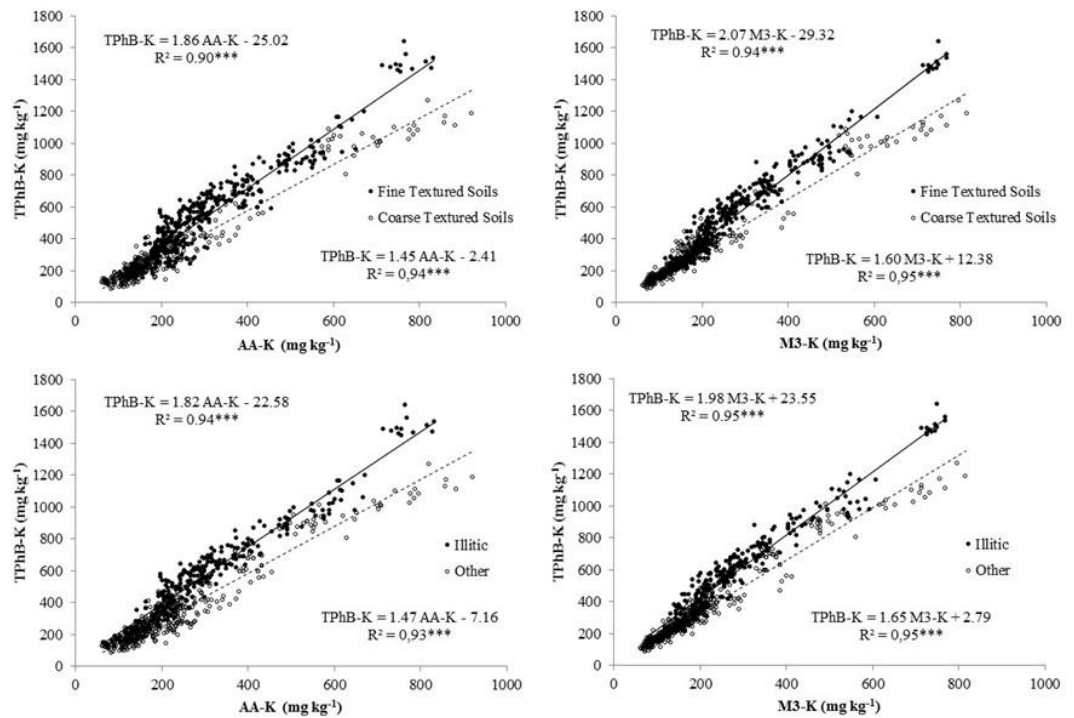 TPhB-K = 1.86 AA-K - 25.02
R² = 0.90***
TPhB-K (mg kg⁻¹)
1800
1600
1400
1200
1000
800
600
400
200
0
Fine Textured Soils
Coarse Textured Soils
TPhB-K = 1.45 AA-K - 2.41
R² = 0,94***
0 200 400 600 800 1000
AA-K (mg kg⁻¹)
TPhB-K = 2.07 M3-K - 29.32
R² = 0.94***
TPhB-K (mg kg⁻¹)
1800
1600
1400
1200
1000
800
600
400
200
0
Fine Textured Soils
Coarse Textured Soils
TPhB-K = 1.60 M3-K + 12.38
R² = 0,95***
0 200 400 600 800 1000
M3-K (mg kg⁻¹)
TPhB-K = 1.82 AA-K - 22.58
R² = 0.94***
TPhB-K (mg kg⁻¹)
1800
1600
1400
1200
1000
800
600
400
200
0
Illitic
Other
TPhB-K = 1.47 AA-K - 7.16
R² = 0,93***
0 200 400 600 800 1000
AA-K (mg kg⁻¹)
TPhB-K = 1.98 M3-K + 23.55
R² = 0.95***
TPhB-K (mg kg⁻¹)
1800
1600
1400
1200
1000
800
600
400
200
0
Illitic
Other
TPhB-K = 1.65 M3-K + 2.79
R² = 0,95***
0 200 400 600 800 1000
M3-K (mg kg⁻¹)